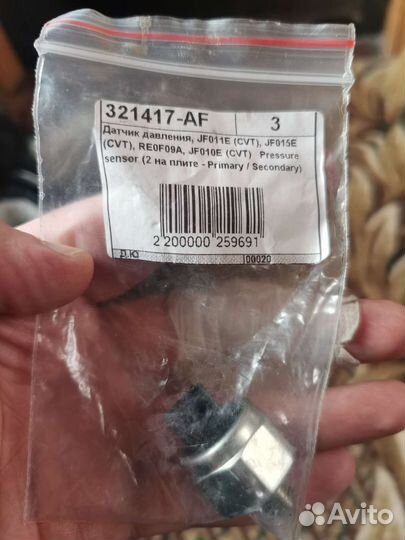 321417-AF 3
Датчик давления, JF011E (CVT), JF015E
(CVT), RE0F09A, JF010E (CVT) Pressure
sensor (2 на плите - Primary / Secondary)
2 200000 259691
Д.Ю 00020
Avito